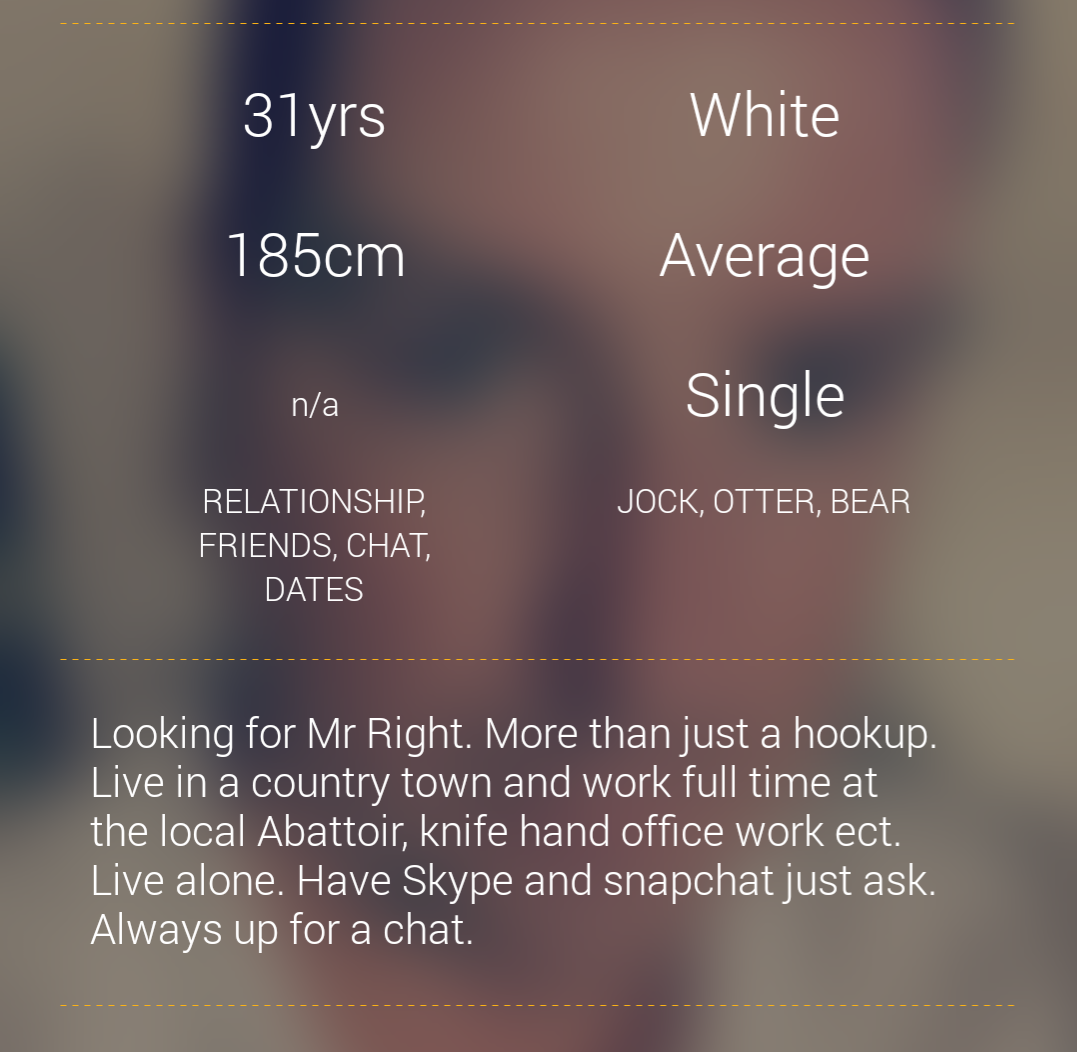 31yrs
White
185cm
Average
n/a
Single
RELATIONSHIP,
FRIENDS, CHAT,
DATES
JOCK, OTTER, BEAR
Looking for Mr Right. More than just a hookup.
Live in a country town and work full time at
the local Abattoir, knife hand office work ect.
Live alone. Have Skype and snapchat just ask.
Always up for a chat.